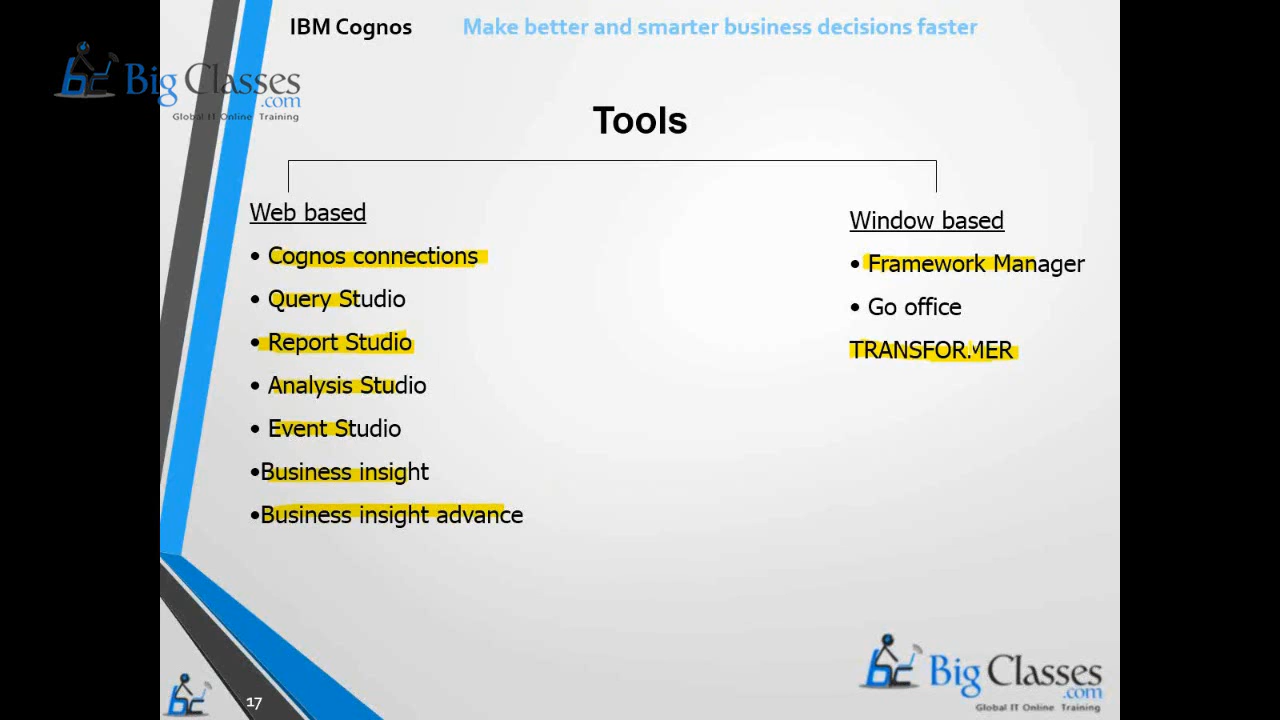 IBM Cognos Make better and smarter business decisions faster
Big Classes
.com
Global IT Online Training
Tools
Web based
• Cognos connections
• Query Studio
• Report Studio
• Analysis Studio
• Event Studio
•Business insight
•Business insight advance
Window based
• Framework Manager
• Go office
TRANSFORMER
17
Big Classes
.com
Global IT Online Training